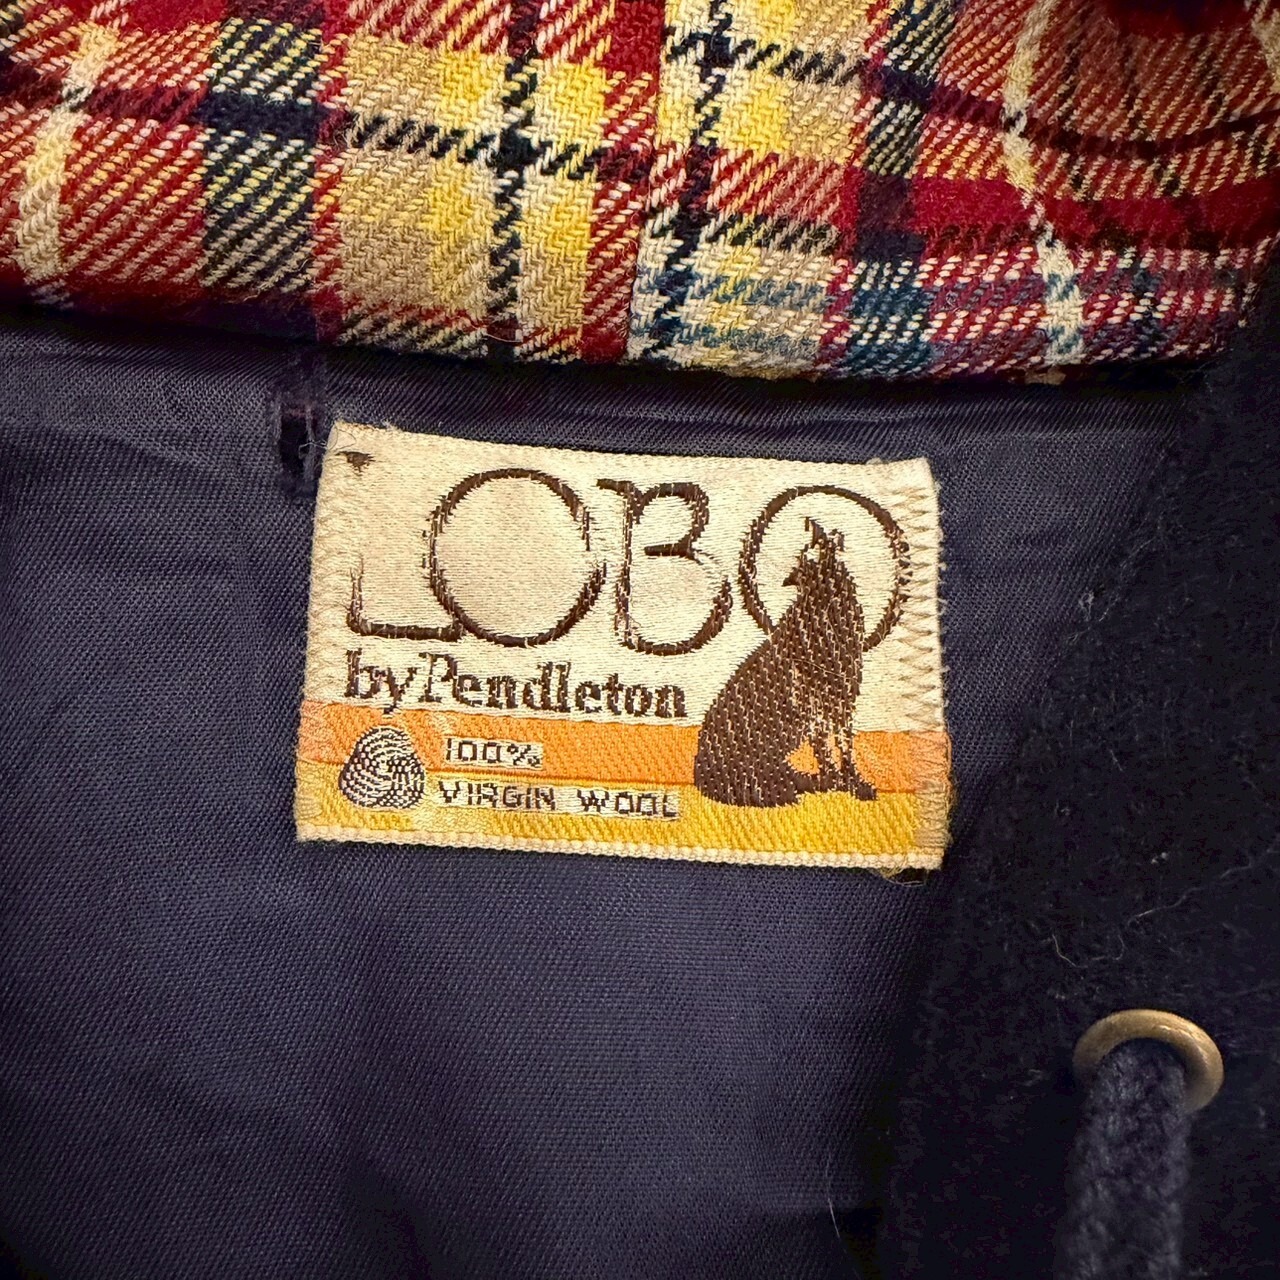 LOBO
by Pendleton
100%
VIRGIN WOOL